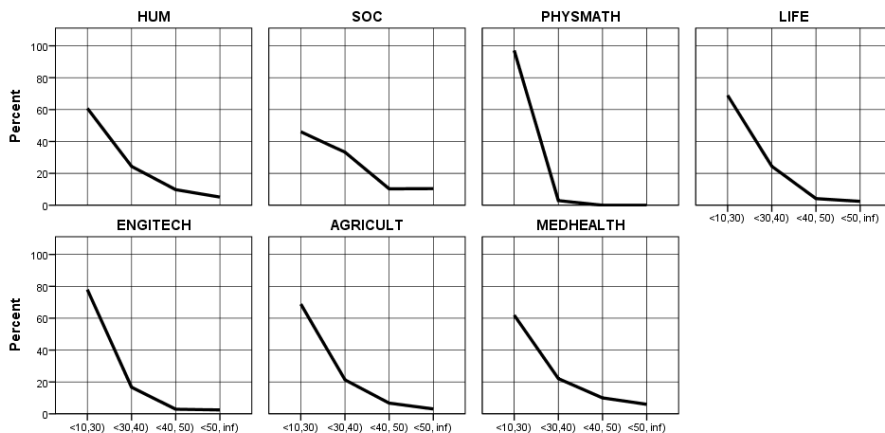 HUM
SOC
PHYSMATH
LIFE
Percent
100
80
60
40
20
0
<10,30)
<30,40)
<40, 50)
<50, inf)
ENGITECH
AGRICULT
MEDHEALTH
Percent
100
80
60
40
20
0
<10,30)
<30,40)
<40, 50)
<50, inf)
<10,30)
<30,40)
<40, 50)
<50, inf)
<10,30)
<30,40)
<40, 50)
<50, inf)